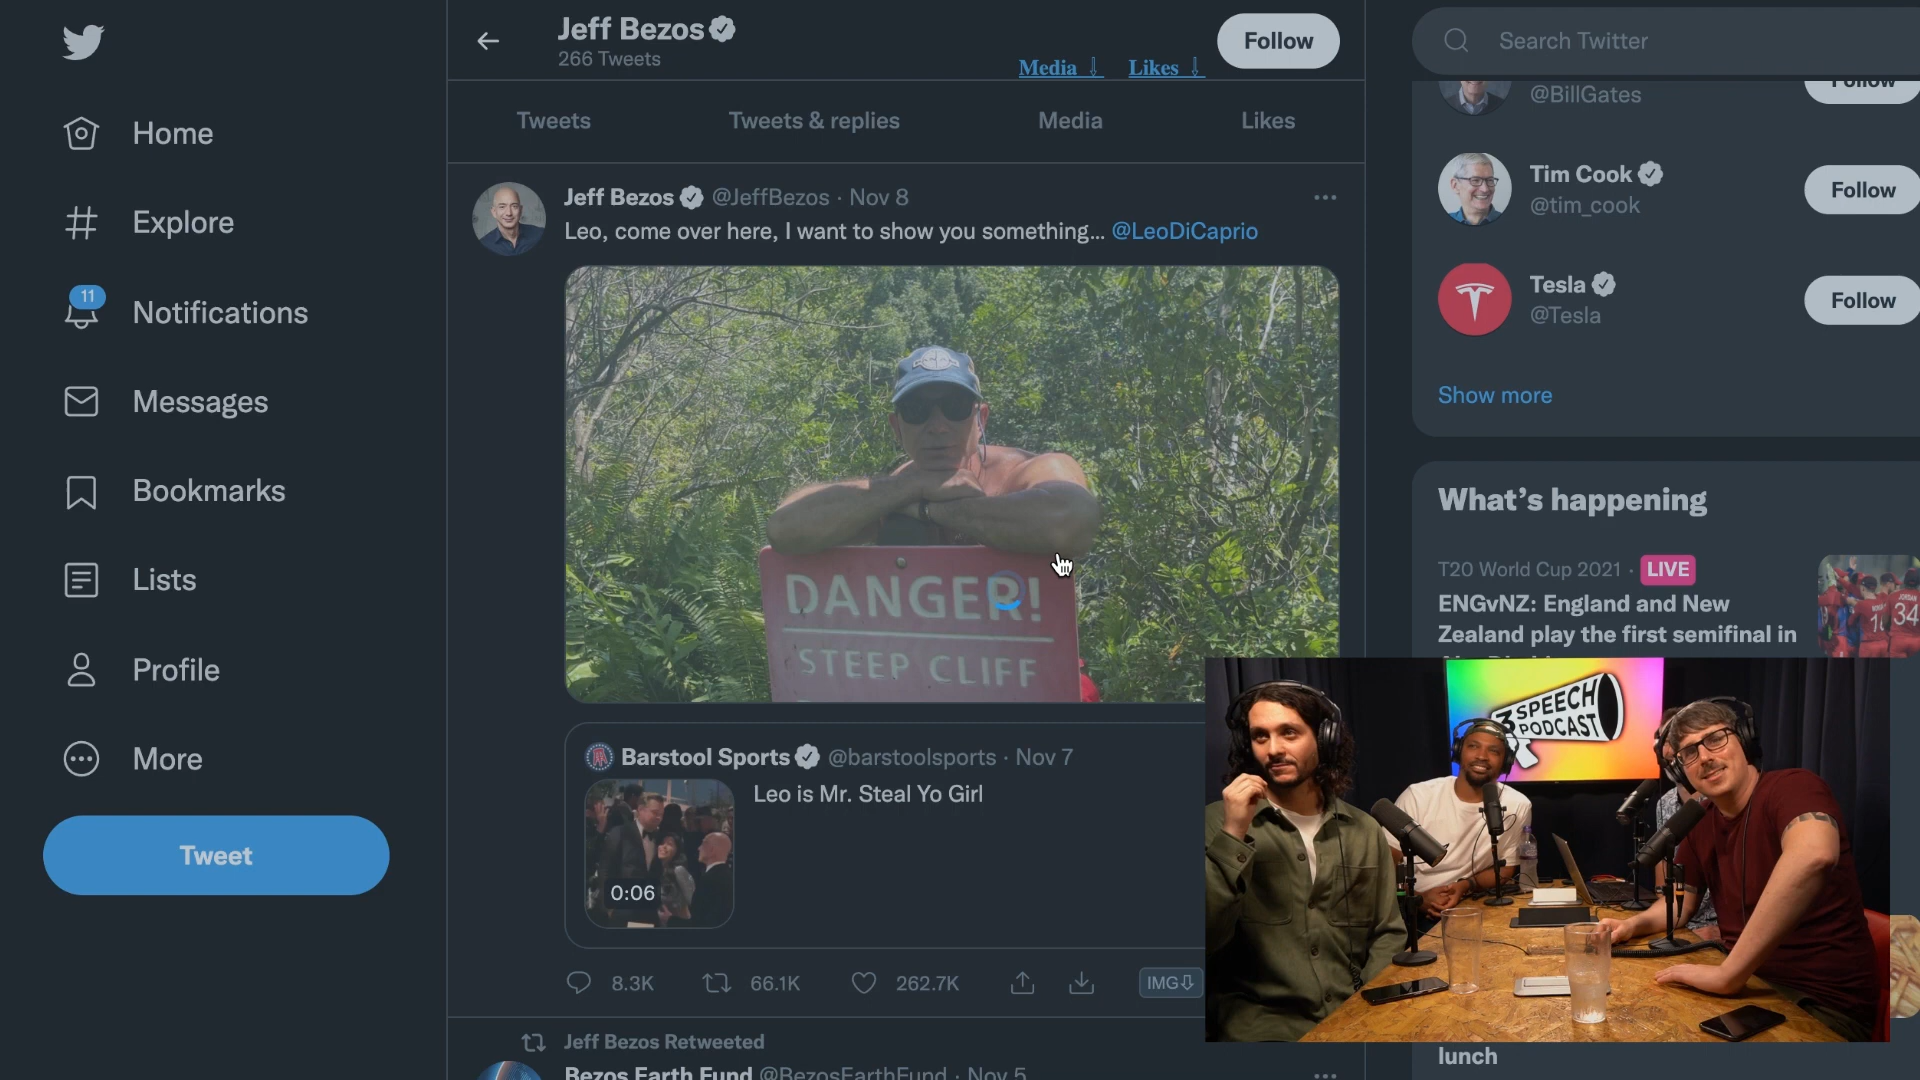 Jeff Bezos
266 Tweets
Media ⇩ Likes ⇩
Follow
Search Twitter
Home
Explore
11
Notifications
Messages
Bookmarks
Lists
Profile
More
Tweet
Tweets Tweets & replies Media Likes
Jeff Bezos @JeffBezos · Nov 8
Leo, come over here, I want to show you something... @LeoDiCaprio
DANGER!
STEEP CLIFF
Barstool Sports @barstoolsports · Nov 7
Leo is Mr. Steal Yo Girl
0:06
8.3K 66.1K 262.7K IMG⇩
Jeff Bezos Retweeted
Bezos Earth Fund @BezosEarthFund · Nov 5
@BillGates
Follow
Tim Cook
@tim_cook
Follow
Tesla
@Tesla
Follow
Show more
What's happening
T20 World Cup 2021 · LIVE
ENGvNZ: England and New
Zealand play the first semifinal in
JORDAN
34
3 SPEECH
PODCAST
lunch